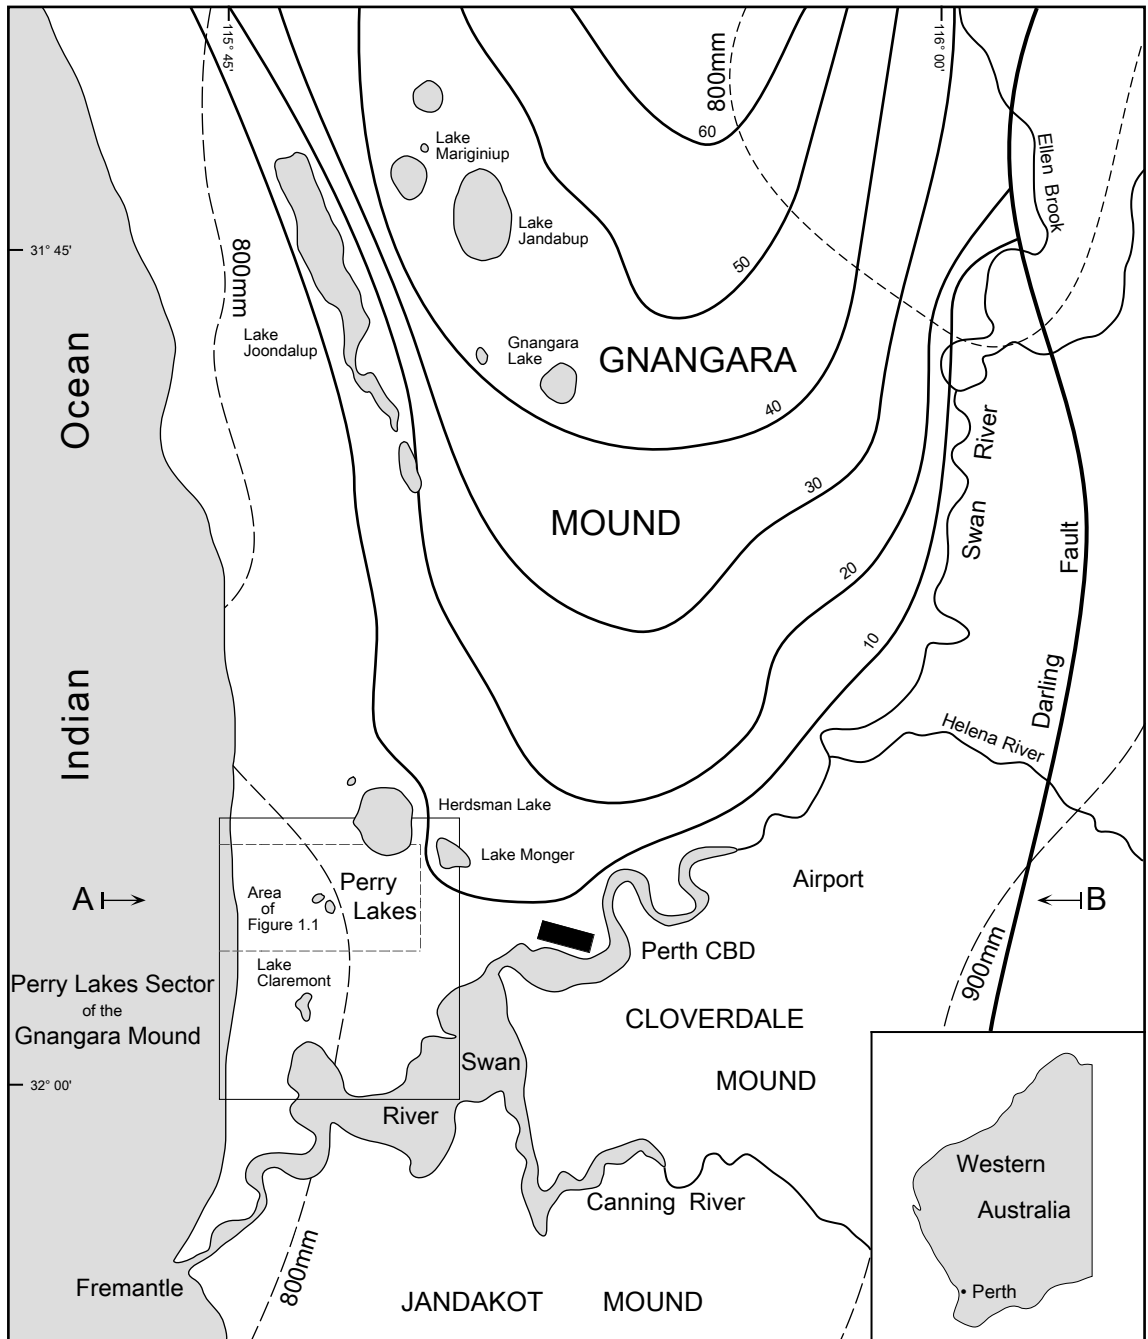 115° 45'
116° 00'
800mm
60
Lake
Mariginiup
Ellen Brook
Lake
Jandabup
31° 45'
800mm
50
Lake
Joondalup
Gnangara
Lake
GNANGARA
40
Ocean
Swan River
30
MOUND
20
Fault
10
Darling
Indian
Helena River
Herdsman Lake
Lake Monger
Perry
Lakes
Airport
A
B
Area
of
Figure 1.1
Perth CBD
900mm
Lake
Claremont
Perry Lakes Sector
of the
Gnangara Mound
CLOVERDALE
MOUND
Swan
River
32° 00'
Western
Australia
Canning River
800mm
Fremantle
JANDAKOT MOUND
Perth